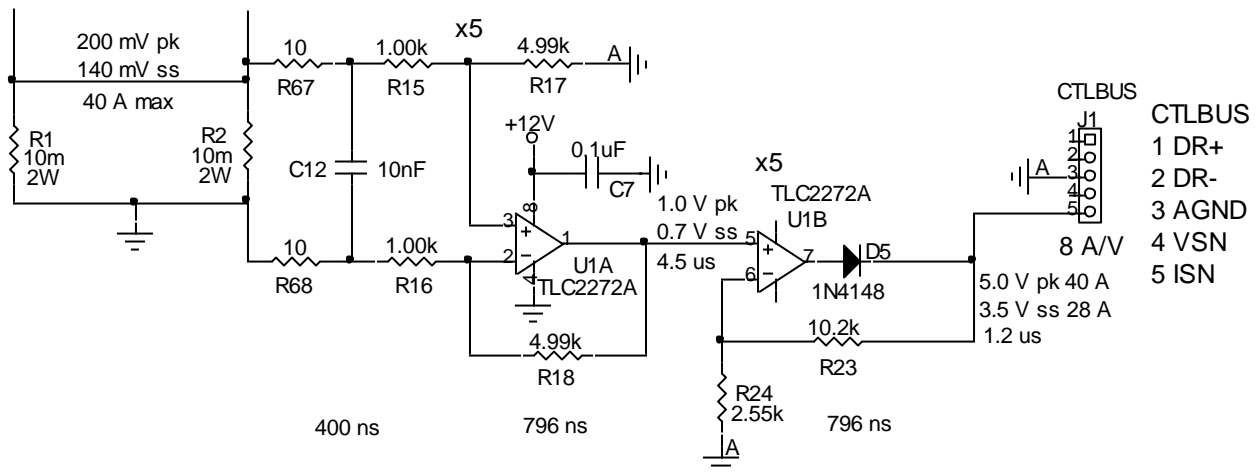 200 mV pk
140 mV ss
40 A max
R1
10m
2W
R2
10m
2W
10
R67
1.00k
R15
x5
4.99k
R17
A
C12
10nF
+12V
0.1uF
C7
8
3
+
2
-
1
4
U1A
TLC2272A
10
R68
1.00k
R16
4.99k
R18
1.0 V pk
0.7 V ss
4.5 us
x5
TLC2272A
U1B
5
+
6
-
7
D5
1N4148
10.2k
R23
R24
2.55k
A
CTLBUS
J1
1
2
3
4
5
A
8 A/V
5.0 V pk 40 A
3.5 V ss 28 A
1.2 us
CTLBUS
1 DR+
2 DR-
3 AGND
4 VSN
5 ISN
400 ns
796 ns
796 ns